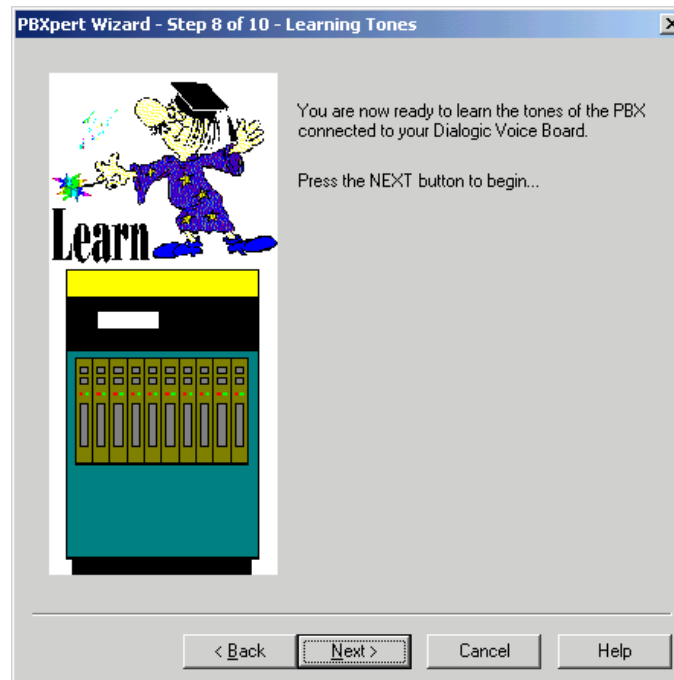 PBXpert Wizard - Step 8 of 10 - Learning Tones
You are now ready to learn the tones of the PBX
connected to your Dialogic Voice Board.
Press the NEXT button to begin...
Learn
< Back
Next >
Cancel
Help